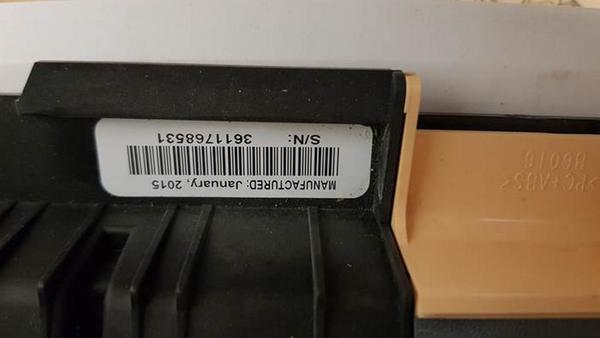 MANUFACTURED: January, 2015
S/N: 3611768531
>PC+ABS<
B6016